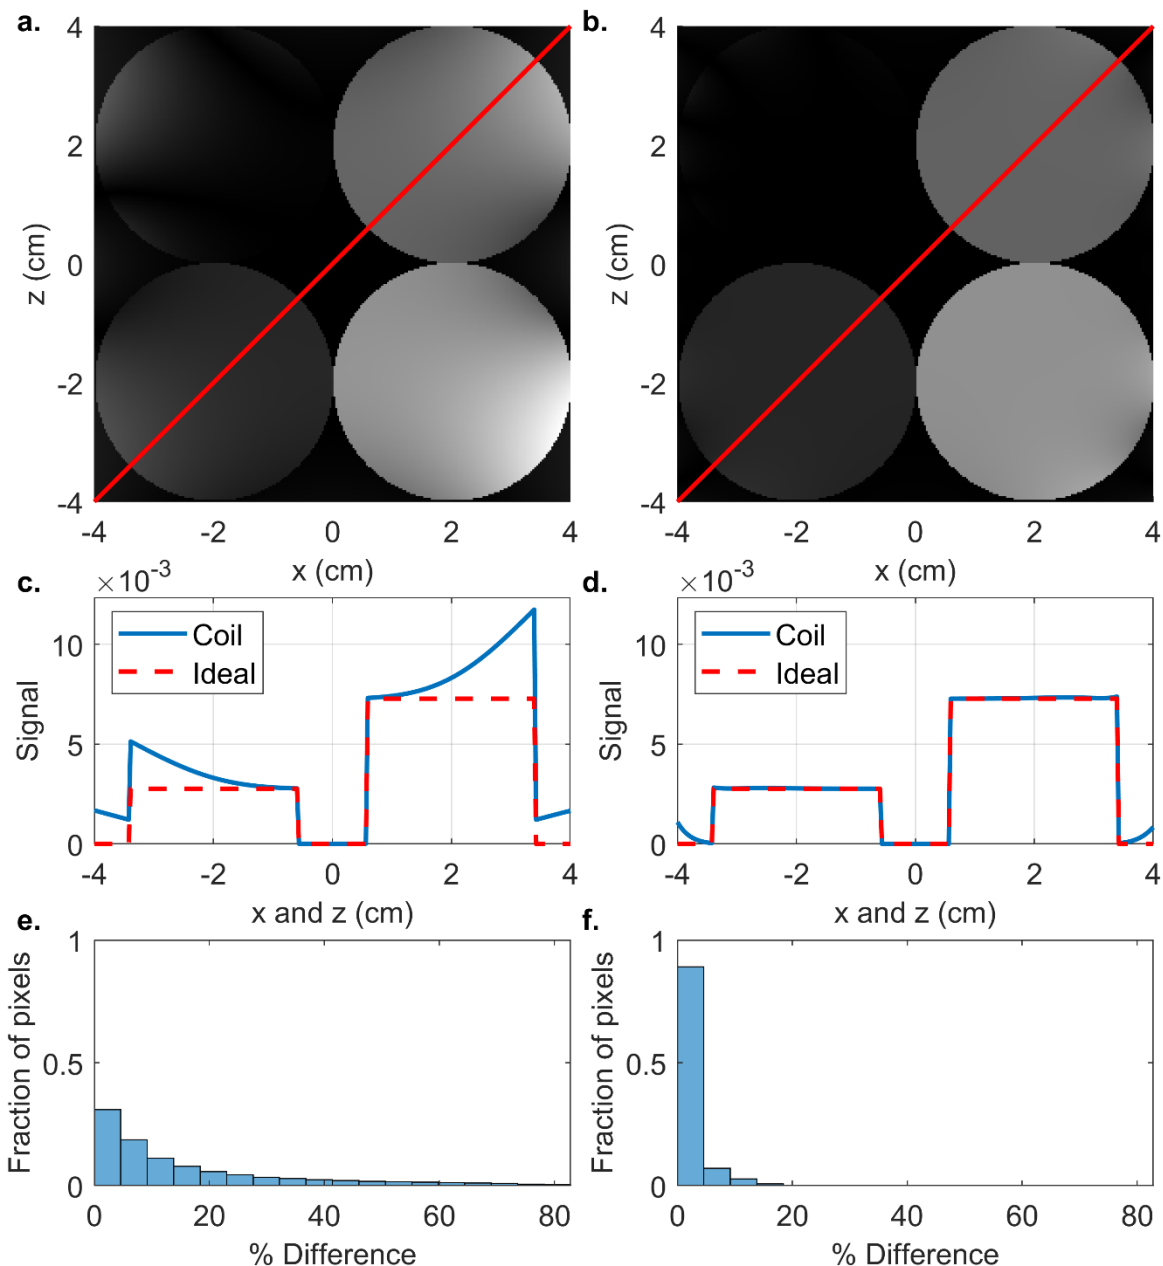 a.
b.
4
2
0
-2
-4
z (cm)
-4
-2
0
2
4
x (cm)
4
2
0
-2
-4
z (cm)
-4
-2
0
2
4
x (cm)
c.
×10⁻³
10
5
0
Signal
Coil
Ideal
-4
-2
0
2
4
x and z (cm)
d.
×10⁻³
10
5
0
Signal
Coil
Ideal
-4
-2
0
2
4
x and z (cm)
e.
1
0.5
0
Fraction of pixels
0
20
40
60
80
% Difference
f.
1
0.5
0
Fraction of pixels
0
20
40
60
80
% Difference